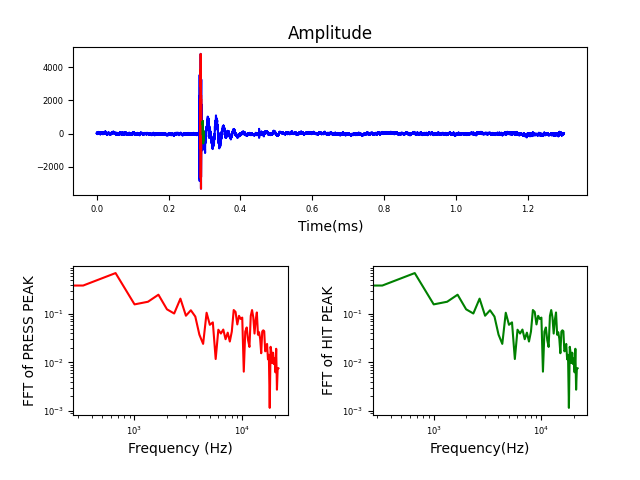 Amplitude
4000
2000
0
−2000
0.0 0.2 0.4 0.6 0.8 1.0 1.2
Time(ms)
FFT of PRESS PEAK
10⁻¹
10⁻²
10⁻³
10³ 10⁴
Frequency (Hz)
FFT of HIT PEAK
10⁻¹
10⁻²
10⁻³
10³ 10⁴
Frequency(Hz)